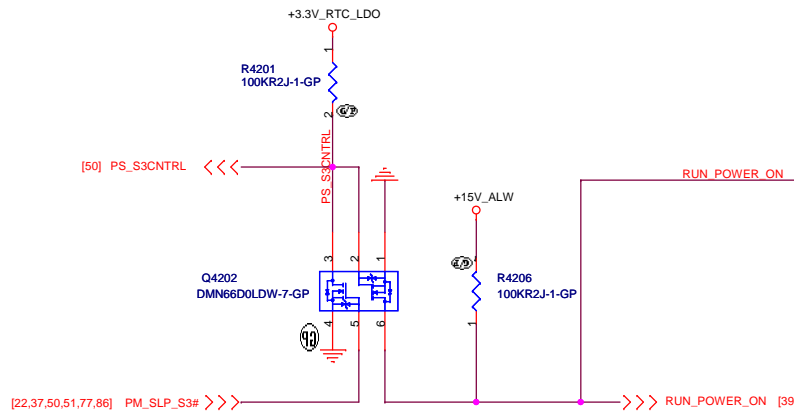 +3.3V_RTC_LDO
1
R4201
100KR2J-1-GP
2
G/P
[50] PS_S3CNTRL
PS_S3CNTRL
RUN_POWER_ON
+15V_ALW
3 2 1
G/P
Q4202
DMN66D0LDW-7-GP
R4206
100KR2J-1-GP
4 5 6
1
GP
[22,37,50,51,77,86] PM_SLP_S3#
RUN_POWER_ON [39